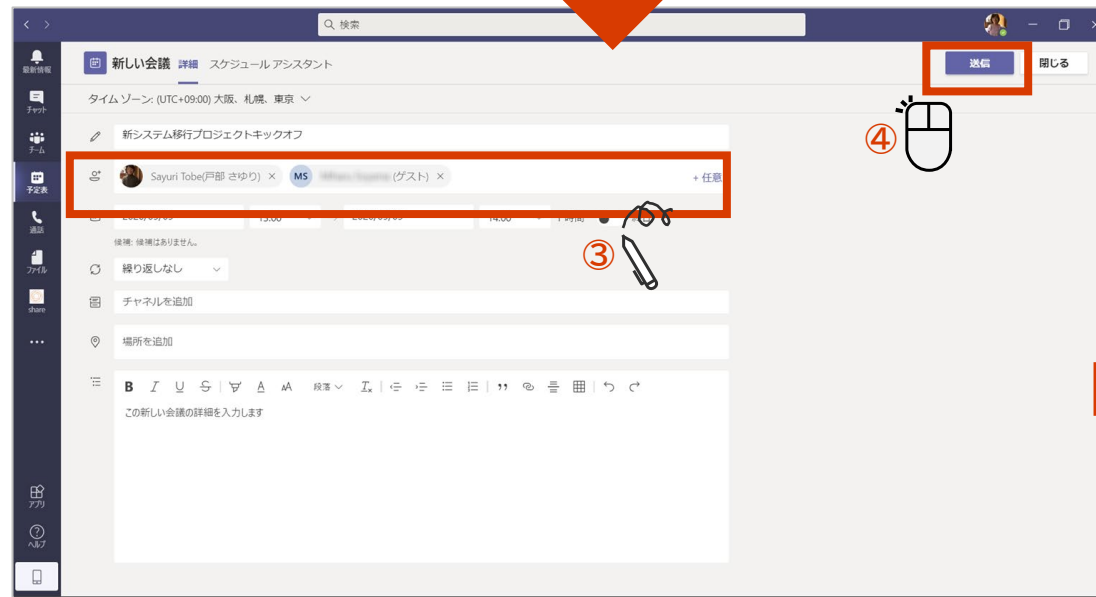 検索
最新情報
チャット
チーム
予定表
通話
ファイル
share
アプリ
ヘルプ
新しい会議 詳細 スケジュール アシスタント
送信 閉じる
タイム ゾーン: (UTC+09:00) 大阪、札幌、東京
新システム移行プロジェクトキックオフ
④
Sayuri Tobe(戸部 さゆり) × MS (ゲスト) ×
+ 任意
1 時間
候補: 候補はありません。
③
繰り返しなし
チャネルを追加
場所を追加
B I U S A AA 段落 Tx
この新しい会議の詳細を入力します